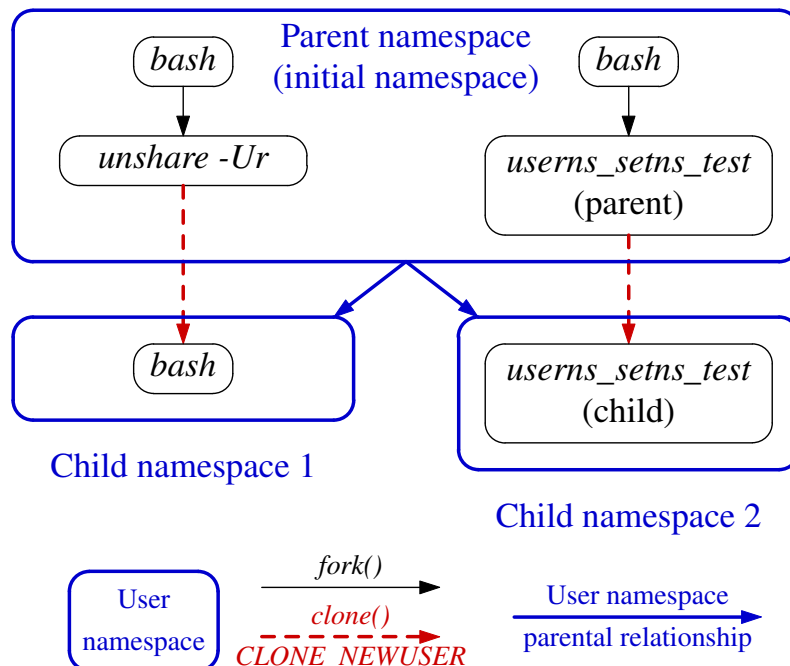 Parent namespace
(initial namespace)
bash
bash
unshare -Ur
userns_setns_test
(parent)
bash
userns_setns_test
(child)
Child namespace 1
Child namespace 2
User
namespace
fork()
clone()
CLONE_NEWUSER
User namespace
parental relationship